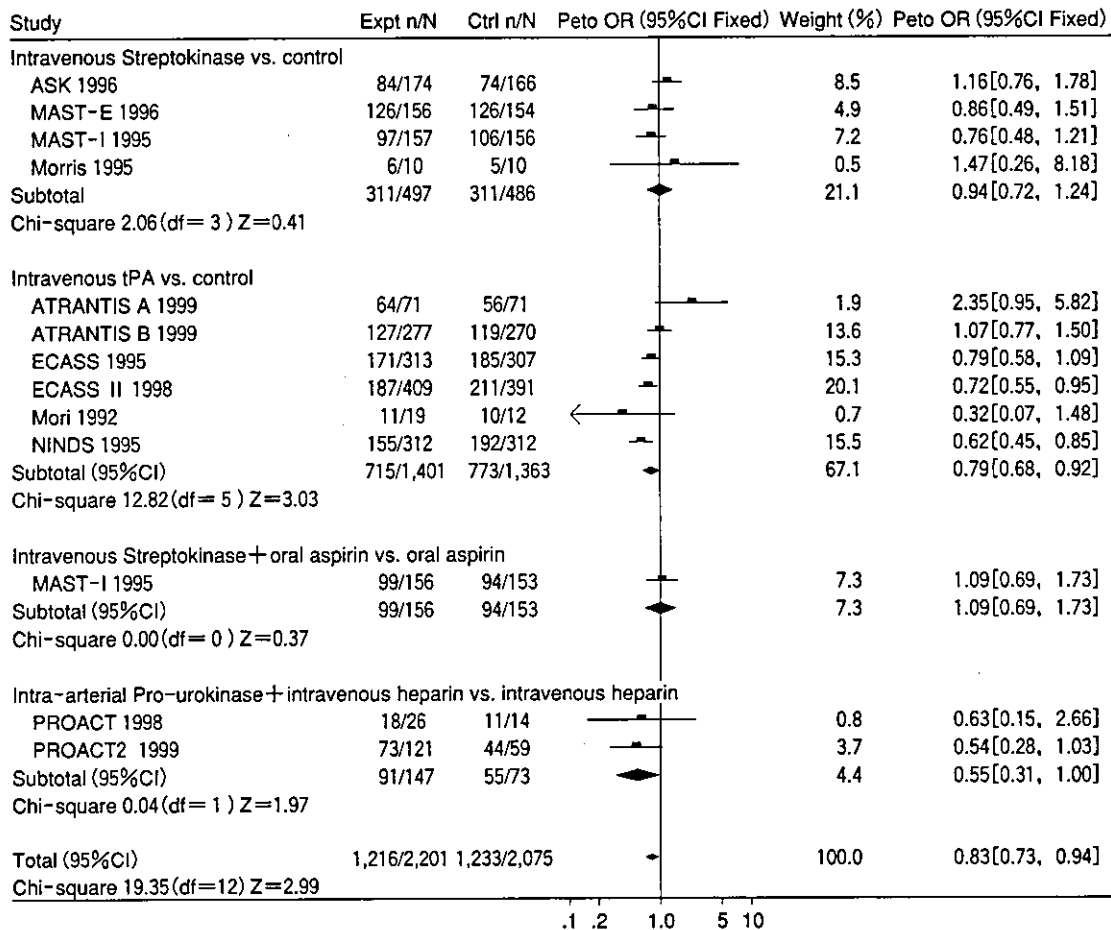 Study Expt n/N Ctrl n/N Peto OR (95%CI Fixed) Weight (%) Peto OR (95%CI Fixed)
Intravenous Streptokinase vs. control
ASK 1996 84/174 74/166 8.5 1.16[0.76, 1.78]
MAST-E 1996 126/156 126/154 4.9 0.86[0.49, 1.51]
MAST-I 1995 97/157 106/156 7.2 0.76[0.48, 1.21]
Morris 1995 6/10 5/10 0.5 1.47[0.26, 8.18]
Subtotal 311/497 311/486 21.1 0.94[0.72, 1.24]
Chi-square 2.06(df=3) Z=0.41
Intravenous tPA vs. control
ATRANTIS A 1999 64/71 56/71 1.9 2.35[0.95, 5.82]
ATRANTIS B 1999 127/277 119/270 13.6 1.07[0.77, 1.50]
ECASS 1995 171/313 185/307 15.3 0.79[0.58, 1.09]
ECASS II 1998 187/409 211/391 20.1 0.72[0.55, 0.95]
Mori 1992 11/19 10/12 0.7 0.32[0.07, 1.48]
NINDS 1995 155/312 192/312 15.5 0.62[0.45, 0.85]
Subtotal (95%CI) 715/1,401 773/1,363 67.1 0.79[0.68, 0.92]
Chi-square 12.82(df=5) Z=3.03
Intravenous Streptokinase+oral aspirin vs. oral aspirin
MAST-I 1995 99/156 94/153 7.3 1.09[0.69, 1.73]
Subtotal (95%CI) 99/156 94/153 7.3 1.09[0.69, 1.73]
Chi-square 0.00(df=0) Z=0.37
Intra-arterial Pro-urokinase+intravenous heparin vs. intravenous heparin
PROACT 1998 18/26 11/14 0.8 0.63[0.15, 2.66]
PROACT2 1999 73/121 44/59 3.7 0.54[0.28, 1.03]
Subtotal (95%CI) 91/147 55/73 4.4 0.55[0.31, 1.00]
Chi-square 0.04(df=1) Z=1.97
Total (95%CI) 1,216/2,201 1,233/2,075 100.0 0.83[0.73, 0.94]
Chi-square 19.35(df=12) Z=2.99
.1 .2 1.0 5 10